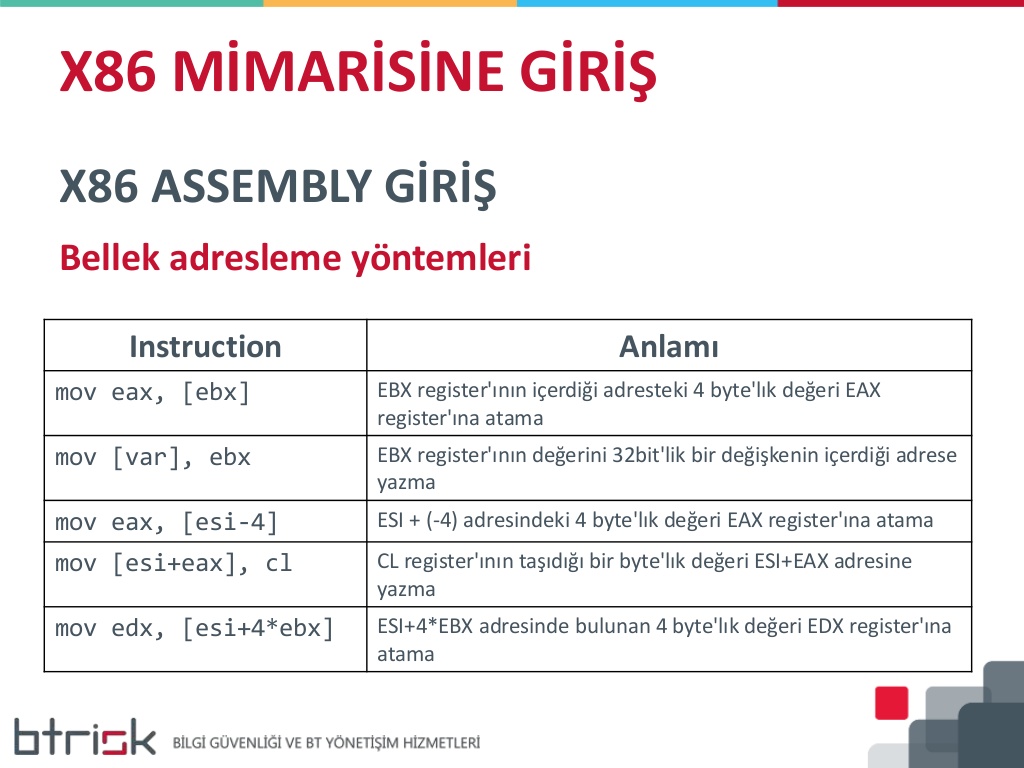 X86 MİMARİSİNE GİRİŞ
X86 ASSEMBLY GİRİŞ
Bellek adresleme yöntemleri
Instruction
Anlamı
mov eax, [ebx]
EBX register'ının içerdiği adresteki 4 byte'lık değeri EAX
register'ına atama
mov [var], ebx
EBX register'ının değerini 32bit'lik bir değişkenin içerdiği adrese
yazma
mov eax, [esi-4]
ESI + (-4) adresindeki 4 byte'lık değeri EAX register'ına atama
mov [esi+eax], cl
CL register'ının taşıdığı bir byte'lık değeri ESI+EAX adresine
yazma
mov edx, [esi+4*ebx]
ESI+4*EBX adresinde bulunan 4 byte'lık değeri EDX register'ına
atama
btrisk
BİLGİ GÜVENLİĞİ VE BT YÖNETİŞİM HİZMETLERİ